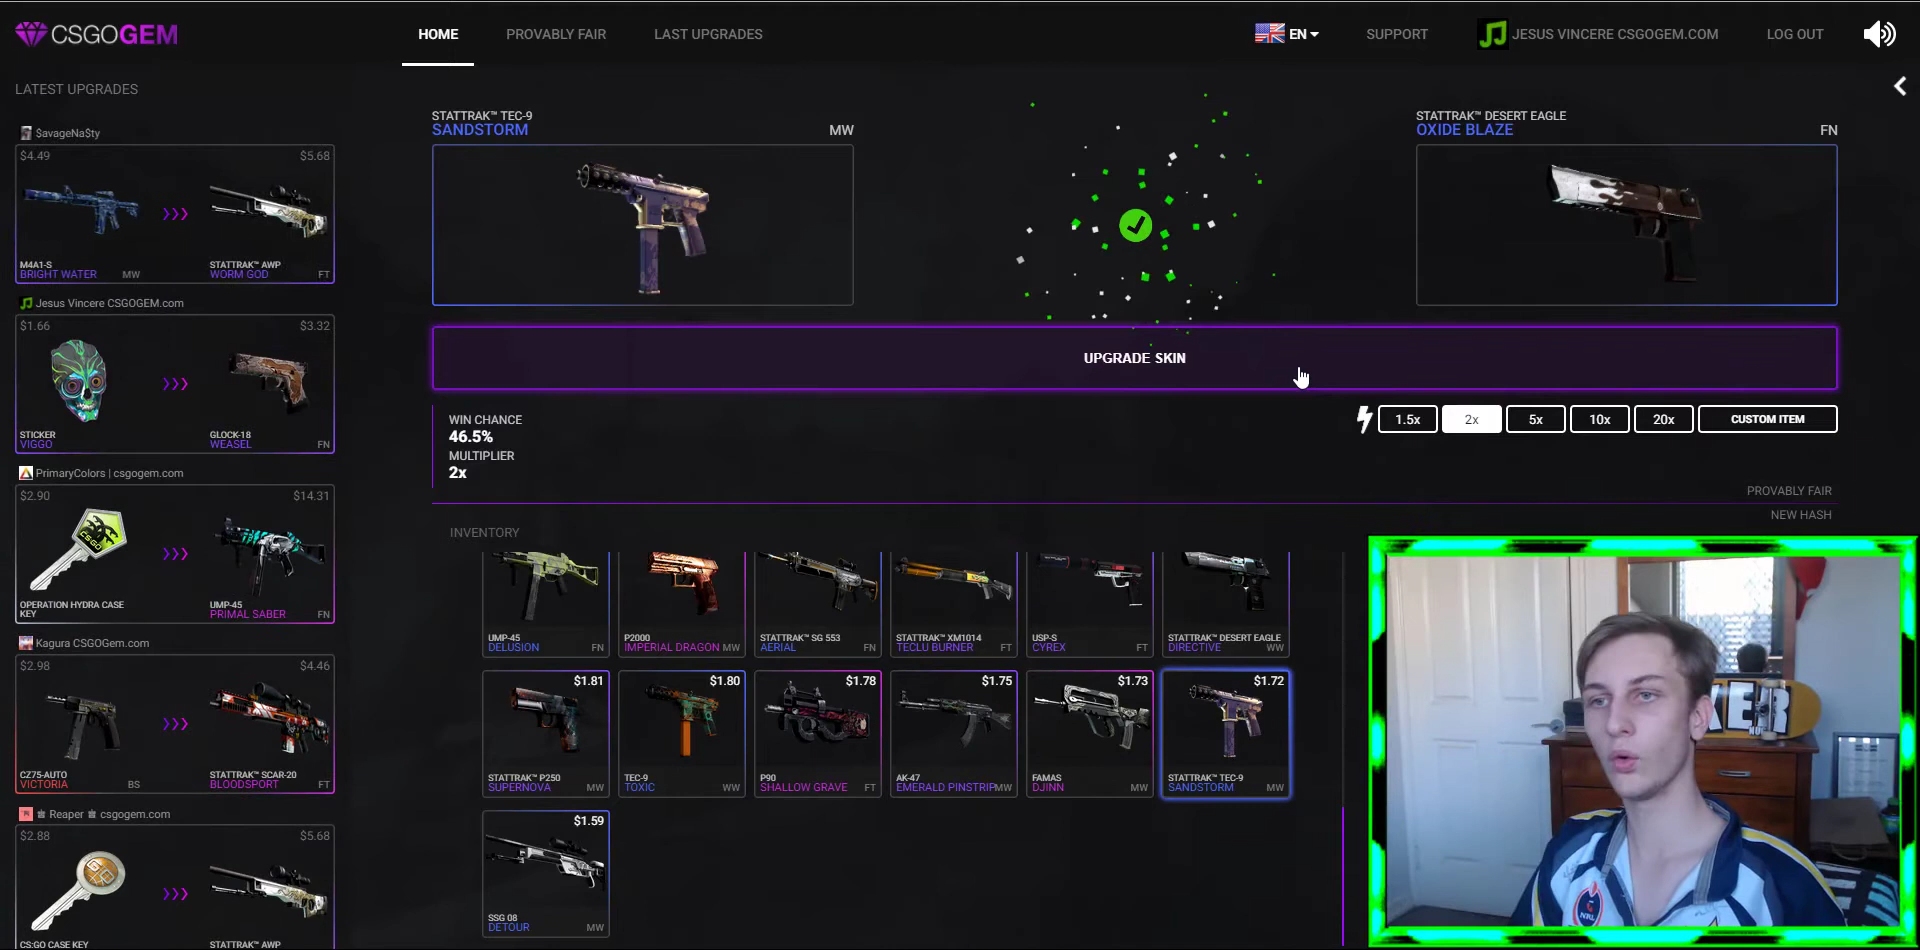 CSGOGEM
HOME
PROVABLY FAIR
LAST UPGRADES
EN
SUPPORT
JESUS VINCERE CSGOGEM.COM
LOG OUT
LATEST UPGRADES
$avageNa$ty
$4.49
$5.68
M4A1-S
BRIGHT WATER
MW
STATTRAK™ AWP
WORM GOD
FT
Jesus Vincere CSGOGEM.com
$1.66
$3.32
STICKER
VIGGO
GLOCK-18
WEASEL
FN
PrimaryColors | csgogem.com
$2.90
$14.31
OPERATION HYDRA CASE
KEY
UMP-45
PRIMAL SABER
FN
Kagura CSGOGem.com
$2.98
$4.46
CZ75-AUTO
VICTORIA
BS
STATTRAK™ SCAR-20
BLOODSPORT
FT
Reaper csgogem.com
$2.88
$5.68
CS:GO CASE KEY
STATTRAK™ AWP
STATTRAK™ TEC-9
SANDSTORM
MW
STATTRAK™ DESERT EAGLE
OXIDE BLAZE
FN
UPGRADE SKIN
WIN CHANCE
46.5%
MULTIPLIER
2x
1.5x
2x
5x
10x
20x
CUSTOM ITEM
PROVABLY FAIR
NEW HASH
INVENTORY
UMP-45
DELUSION
FN
P2000
IMPERIAL DRAGON
MW
STATTRAK™ SG 553
AERIAL
FN
STATTRAK™ XM1014
TECLU BURNER
FT
USP-S
CYREX
FT
STATTRAK™ DESERT EAGLE
DIRECTIVE
WW
$1.81
STATTRAK™ P250
SUPERNOVA
MW
$1.80
TEC-9
TOXIC
WW
$1.78
P90
SHALLOW GRAVE
FT
$1.75
AK-47
EMERALD PINSTRIP
MW
$1.73
FAMAS
DJINN
MW
$1.72
STATTRAK™ TEC-9
SANDSTORM
MW
$1.59
SSG 08
DETOUR
MW
NRL